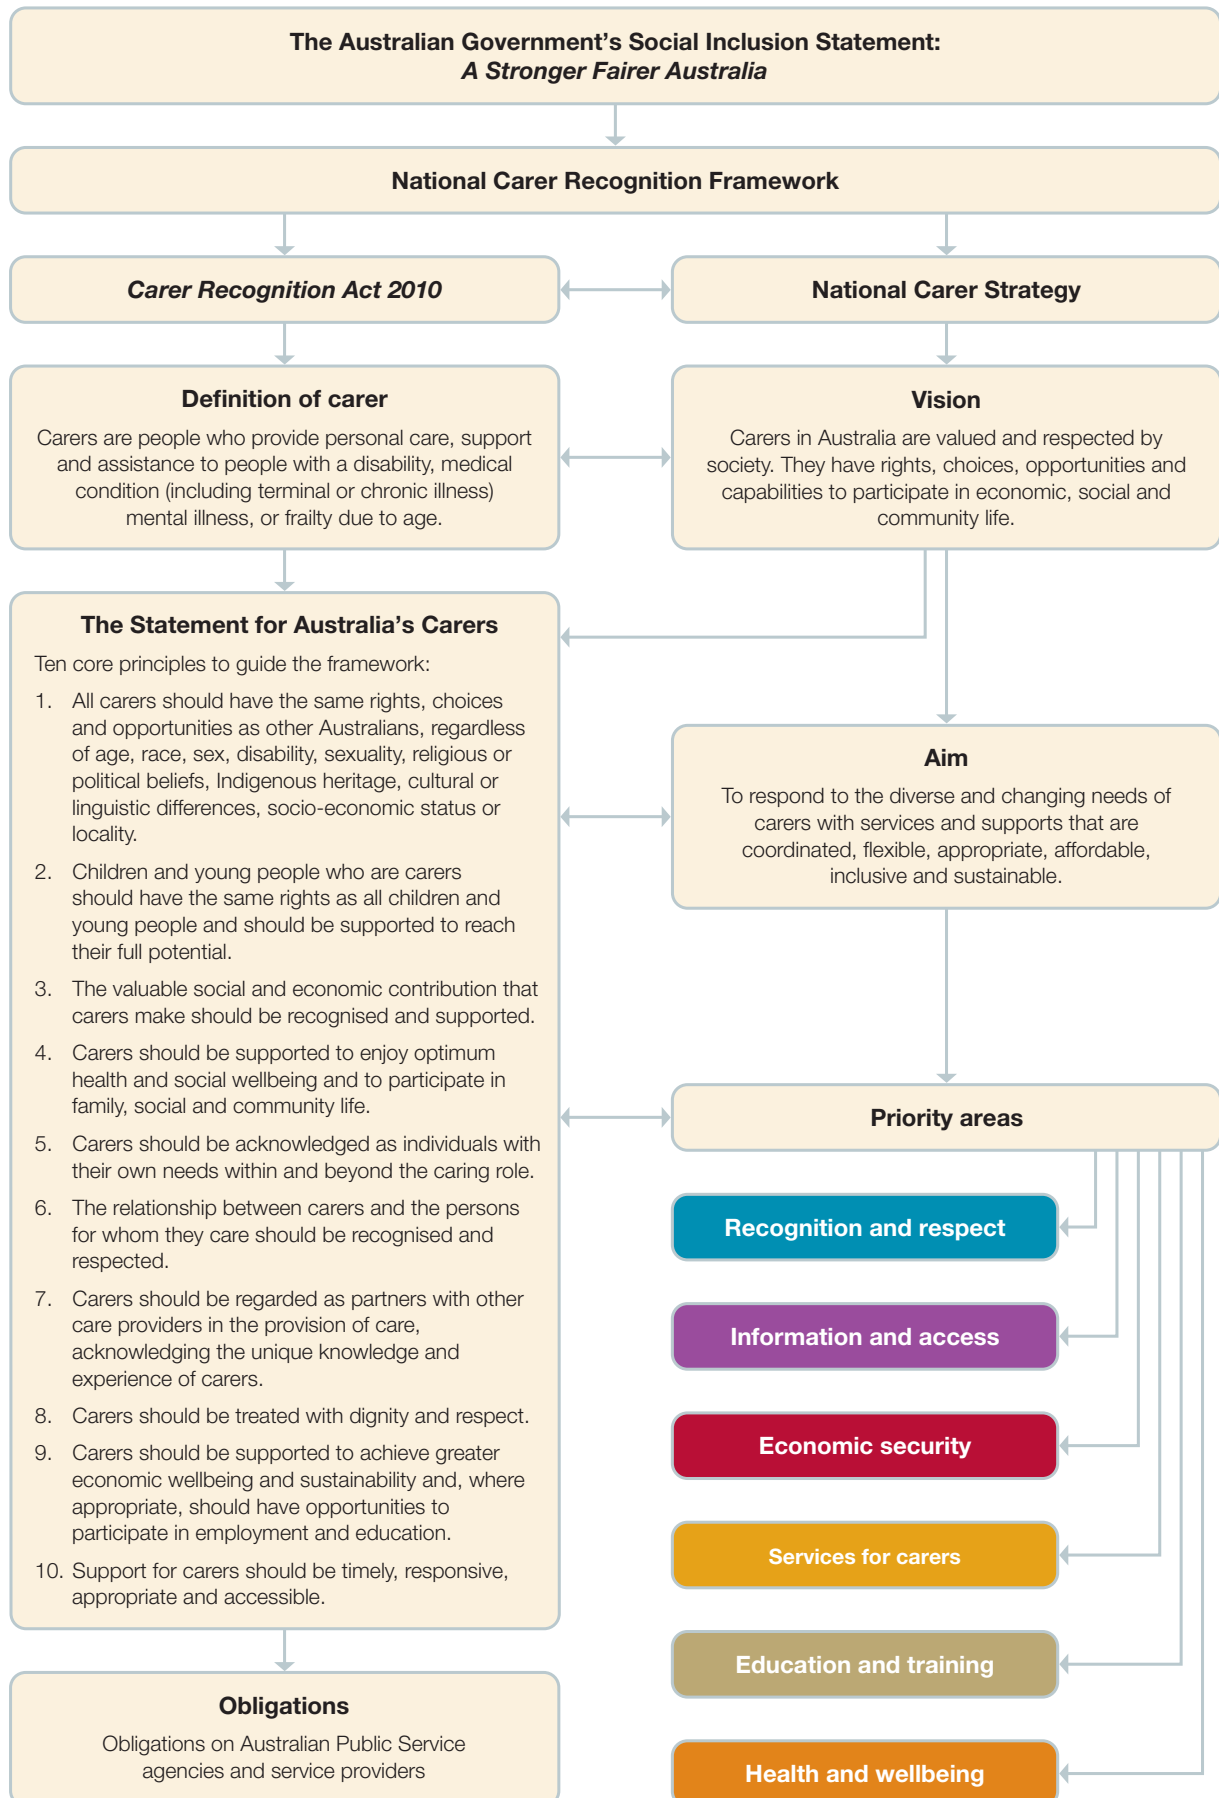 The Australian Government’s Social Inclusion Statement:
A Stronger Fairer Australia
National Carer Recognition Framework
Carer Recognition Act 2010
National Carer Strategy
Definition of carer
Carers are people who provide personal care, support
and assistance to people with a disability, medical
condition (including terminal or chronic illness)
mental illness, or frailty due to age.
Vision
Carers in Australia are valued and respected by
society. They have rights, choices, opportunities and
capabilities to participate in economic, social and
community life.
The Statement for Australia’s Carers
Ten core principles to guide the framework:
1. All carers should have the same rights, choices
and opportunities as other Australians, regardless
of age, race, sex, disability, sexuality, religious or
political beliefs, Indigenous heritage, cultural or
linguistic differences, socio-economic status or
locality.
2. Children and young people who are carers
should have the same rights as all children and
young people and should be supported to reach
their full potential.
3. The valuable social and economic contribution that
carers make should be recognised and supported.
4. Carers should be supported to enjoy optimum
health and social wellbeing and to participate in
family, social and community life.
5. Carers should be acknowledged as individuals with
their own needs within and beyond the caring role.
6. The relationship between carers and the persons
for whom they care should be recognised and
respected.
7. Carers should be regarded as partners with other
care providers in the provision of care,
acknowledging the unique knowledge and
experience of carers.
8. Carers should be treated with dignity and respect.
9. Carers should be supported to achieve greater
economic wellbeing and sustainability and, where
appropriate, should have opportunities to
participate in employment and education.
10. Support for carers should be timely, responsive,
appropriate and accessible.
Obligations
Obligations on Australian Public Service
agencies and service providers
Aim
To respond to the diverse and changing needs of
carers with services and supports that are
coordinated, flexible, appropriate, affordable,
inclusive and sustainable.
Priority areas
Recognition and respect
Information and access
Economic security
Services for carers
Education and training
Health and wellbeing